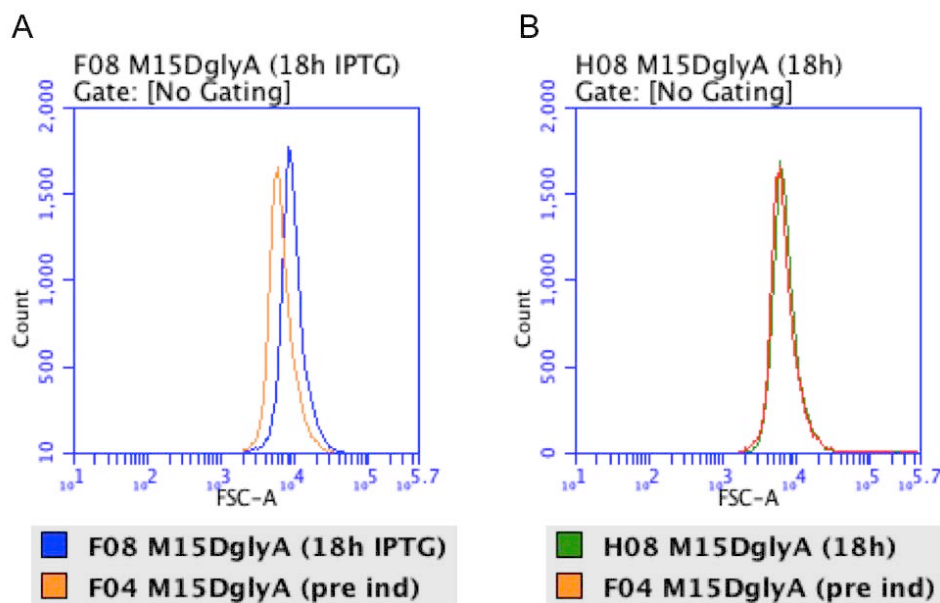 A
F08 M15DglyA (18h IPTG)
Gate: [No Gating]
2,000
1,500
1,000
500
10
Count
10^1 10^2 10^3 10^4 10^5 10^5.7
FSC-A
F08 M15DglyA (18h IPTG)
F04 M15DglyA (pre ind)
B
H08 M15DglyA (18h)
Gate: [No Gating]
2,000
1,500
1,000
500
0
Count
10^1 10^2 10^3 10^4 10^5 10^5.7
FSC-A
H08 M15DglyA (18h)
F04 M15DglyA (pre ind)